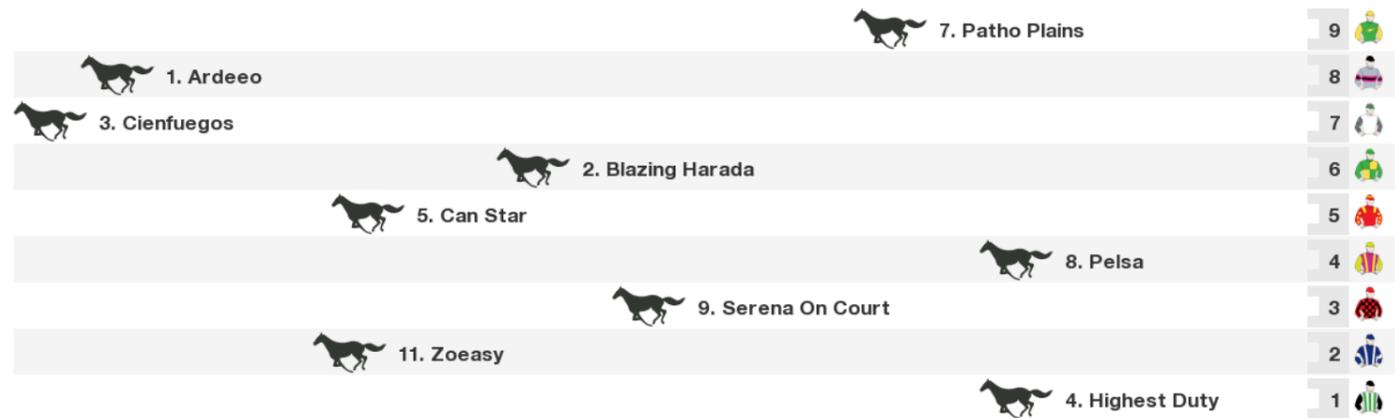 7. Patho Plains 9
1. Ardeeo 8
3. Cienfuegos 7
2. Blazing Harada 6
5. Can Star 5
8. Pelsa 4
9. Serena On Court 3
11. Zoeasy 2
4. Highest Duty 1